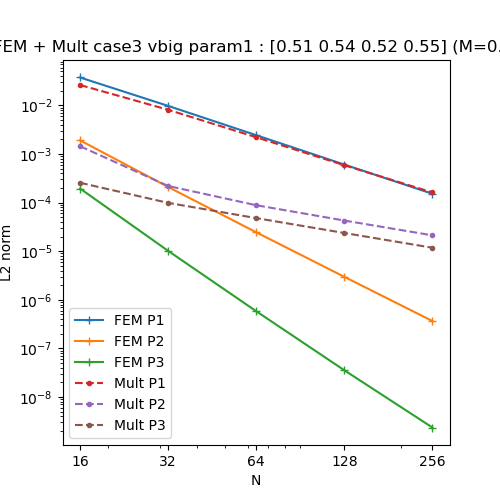 FEM + Mult case3 vbig param1 : [0.51 0.54 0.52 0.55] (M=0.
10⁻²
10⁻³
10⁻⁴
10⁻⁵
10⁻⁶
10⁻⁷
10⁻⁸
L2 norm
FEM P1
FEM P2
FEM P3
Mult P1
Mult P2
Mult P3
16
32
64
128
256
N